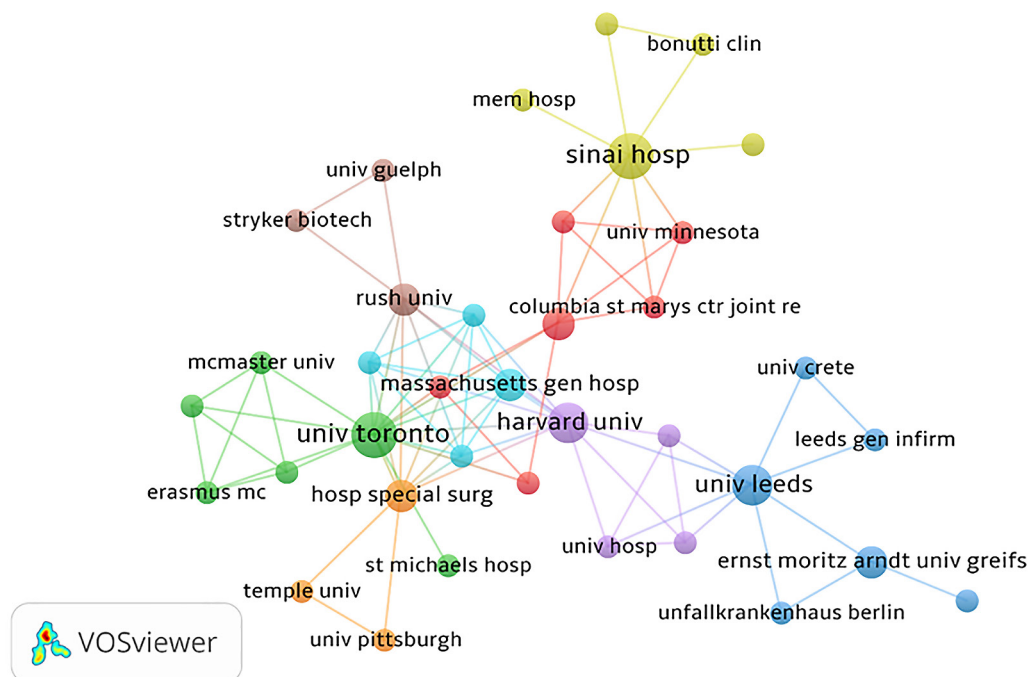 bonutti clin
mem hosp
sinai hosp
univ guelph
stryker biotech
univ minnesota
rush univ
columbia st marys ctr joint re
mcmaster univ
massachusetts gen hosp
univ crete
harvard univ
univ toronto
leeds gen infirm
erasmus mc
hosp special surg
univ leeds
univ hosp
st michaels hosp
ernst moritz arndt univ greifs
temple univ
unfallkrankenhaus berlin
univ pittsburgh
VOSviewer